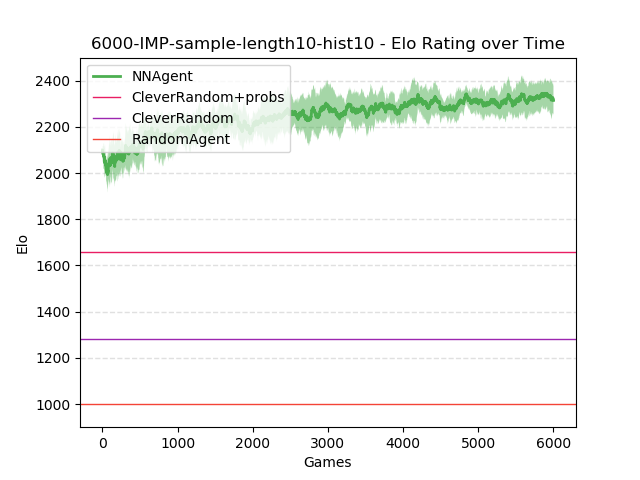 6000-IMP-sample-length10-hist10 - Elo Rating over Time
NNAgent
CleverRandom+probs
CleverRandom
RandomAgent
2400
2200
2000
1800
1600
1400
1200
1000
Elo
0 1000 2000 3000 4000 5000 6000
Games